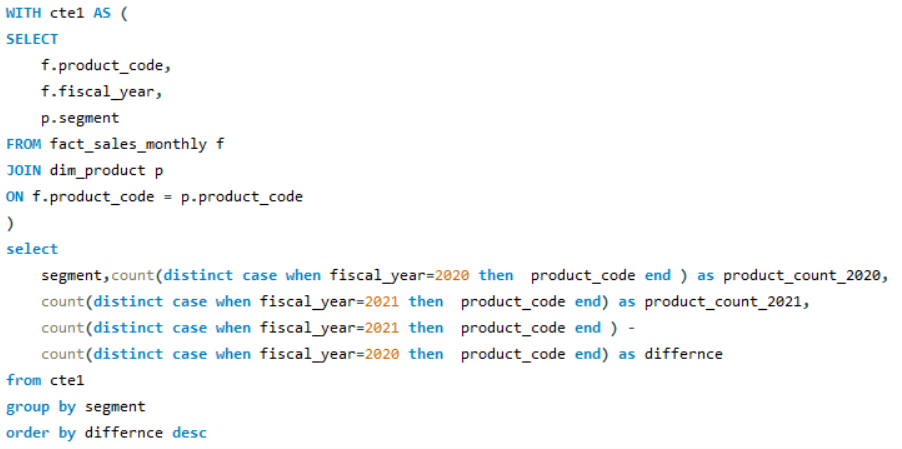 WITH cte1 AS (
SELECT
    f.product_code,
    f.fiscal_year,
    p.segment
FROM fact_sales_monthly f
JOIN dim_product p
ON f.product_code = p.product_code
)
select
    segment,count(distinct case when fiscal_year=2020 then  product_code end ) as product_count_2020,
    count(distinct case when fiscal_year=2021 then  product_code end) as product_count_2021,
    count(distinct case when fiscal_year=2021 then  product_code end ) -
    count(distinct case when fiscal_year=2020 then  product_code end) as differnce
from cte1
group by segment
order by differnce desc